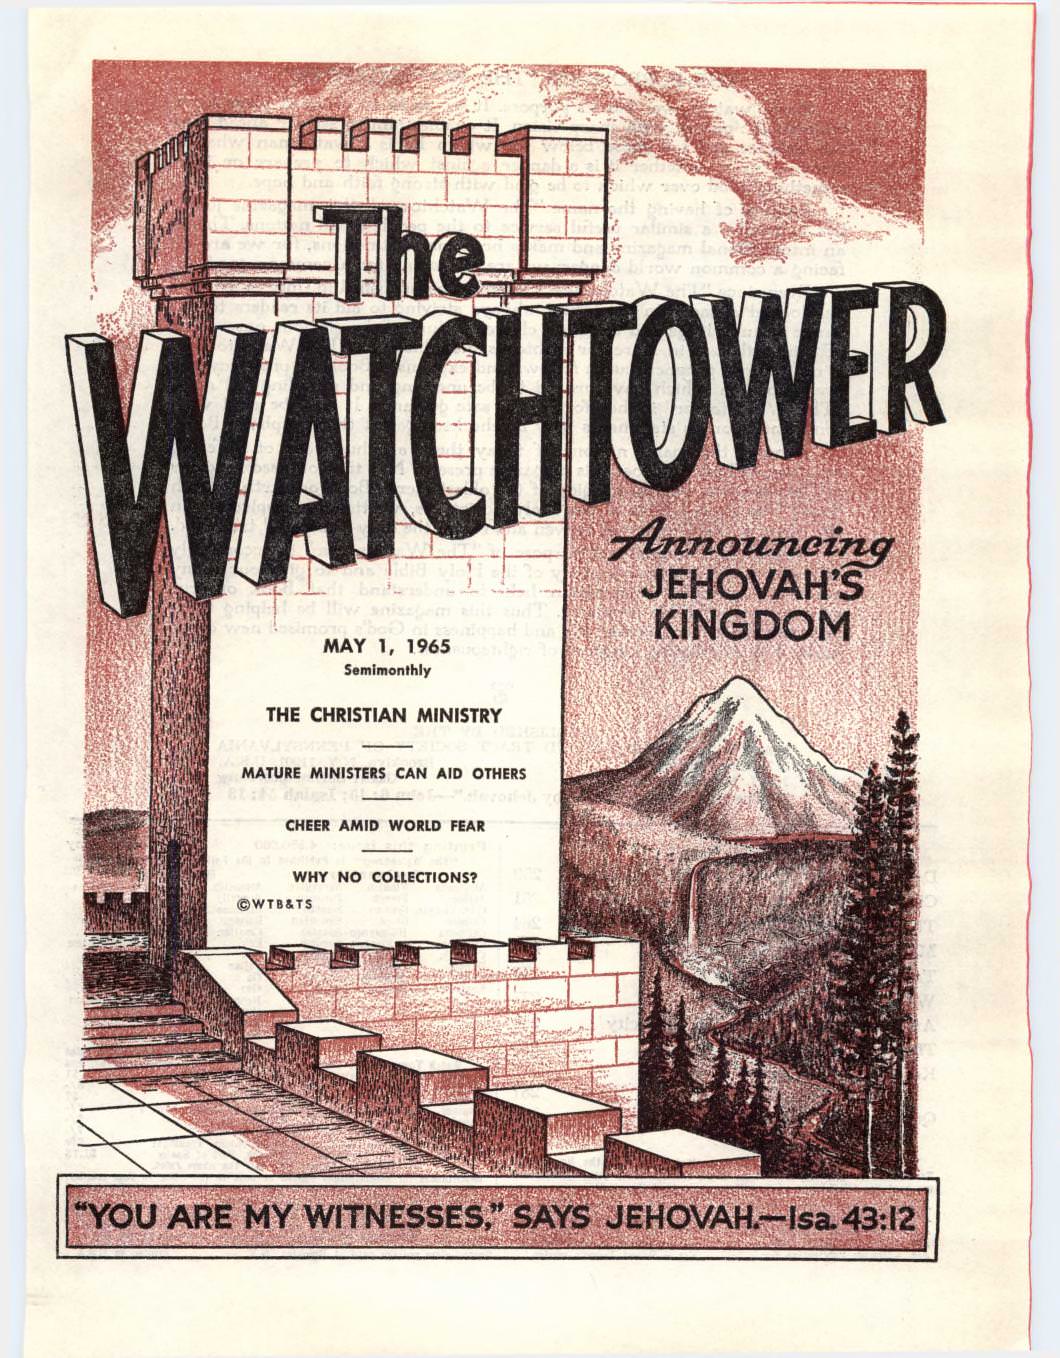 The
WATCHTOWER
Announcing
JEHOVAH'S
KINGDOM
MAY 1, 1965
Semimonthly
THE CHRISTIAN MINISTRY
MATURE MINISTERS CAN AID OTHERS
CHEER AMID WORLD FEAR
WHY NO COLLECTIONS?
©WTB&TS
"YOU ARE MY WITNESSES," SAYS JEHOVAH.—Isa. 43:12